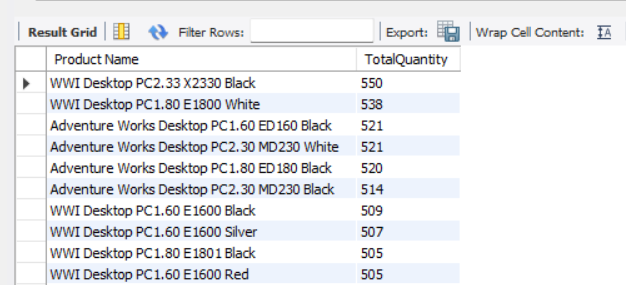 Result Grid Filter Rows: Export: Wrap Cell Content: IA
Product Name TotalQuantity
WWI Desktop PC2.33 X2330 Black 550
WWI Desktop PC1.80 E1800 White 538
Adventure Works Desktop PC1.60 ED160 Black 521
Adventure Works Desktop PC2.30 MD230 White 521
Adventure Works Desktop PC1.80 ED180 Black 520
Adventure Works Desktop PC2.30 MD230 Black 514
WWI Desktop PC1.60 E1600 Black 509
WWI Desktop PC1.60 E1600 Silver 507
WWI Desktop PC1.80 E1801 Black 505
WWI Desktop PC1.60 E1600 Red 505